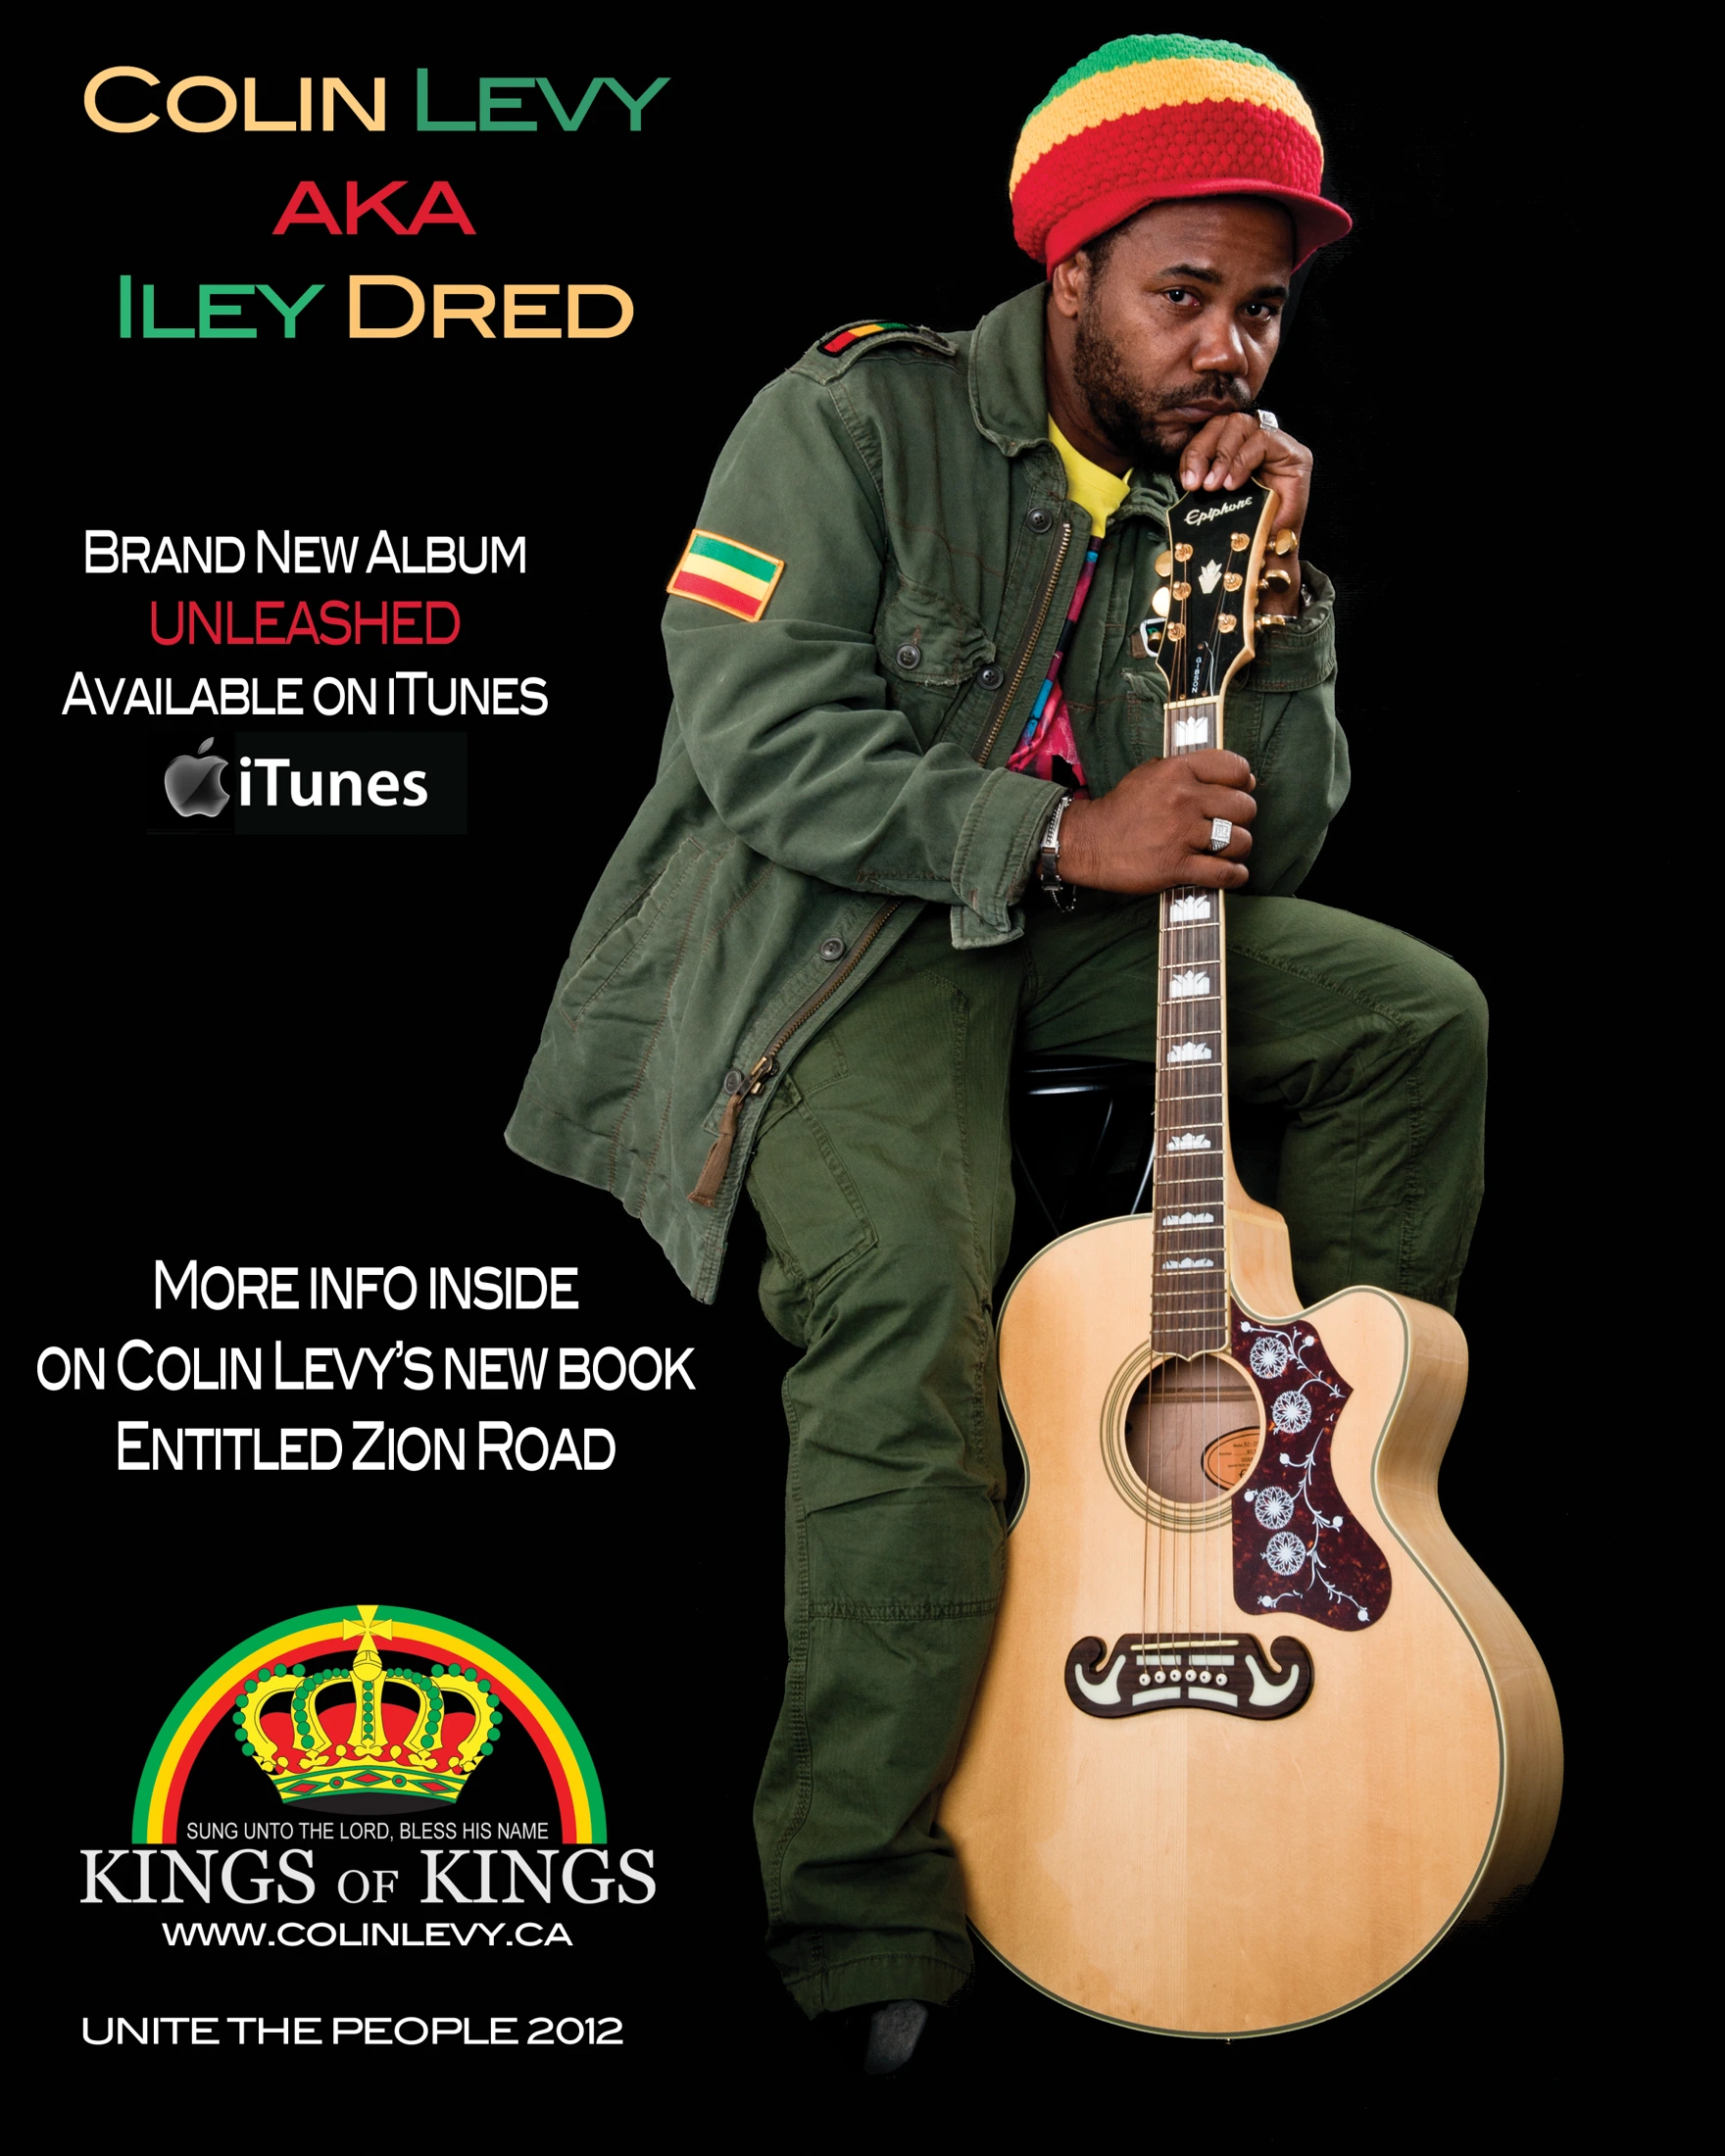 COLIN LEVY
AKA
ILEY DRED
BRAND NEW ALBUM
UNLEASHED
AVAILABLE ON ITUNES
iTunes
MORE INFO INSIDE
ON COLIN LEVY'S NEW BOOK
ENTITLED ZION ROAD
SUNG UNTO THE LORD, BLESS HIS NAME
KINGS OF KINGS
WWW.COLINLEVY.CA
UNITE THE PEOPLE 2012
Epiphone
GIBSON